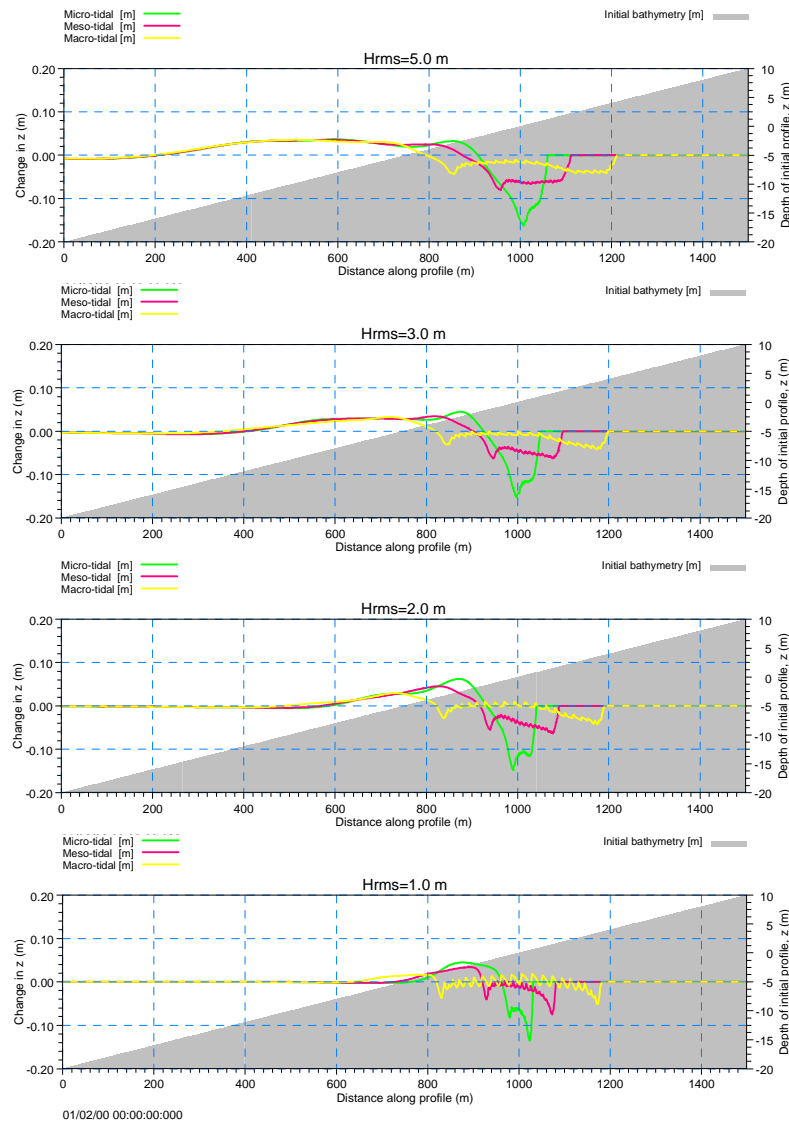 Micro-tidal [m]
Meso-tidal [m]
Macro-tidal [m]
Initial bathymetry [m]
Hrms=5.0 m
Change in z (m)
0.20
0.10
0.00
-0.10
-0.20
0 200 400 600 800 1000 1200 1400
Distance along profile (m)
10
5
0
-5
-10
-15
-20
Depth of initial profile, z (m)
Micro-tidal [m]
Meso-tidal [m]
Macro-tidal [m]
Initial bathymety [m]
Hrms=3.0 m
Change in z (m)
0.20
0.10
0.00
-0.10
-0.20
0 200 400 600 800 1000 1200 1400
Distance along profile (m)
10
5
0
-5
-10
-15
-20
Depth of initial profile, z (m)
Micro-tidal [m]
Meso-tidal [m]
Macro-tidal [m]
Initial bathymetry [m]
Hrms=2.0 m
Change in z (m)
0.20
0.10
0.00
-0.10
-0.20
0 200 400 600 800 1000 1200 1400
Distance along profile (m)
10
5
0
-5
-10
-15
-20
Depth of initial profile, z (m)
Micro-tidal [m]
Meso-tidal [m]
Macro-tidal [m]
Initial bathymetry [m]
Hrms=1.0 m
Change in z (m)
0.20
0.10
0.00
-0.10
-0.20
0 200 400 600 800 1000 1200 1400
Distance along profile (m)
10
5
0
-5
-10
-15
-20
Depth of initial profile, z (m)
01/02/00 00:00:00:000